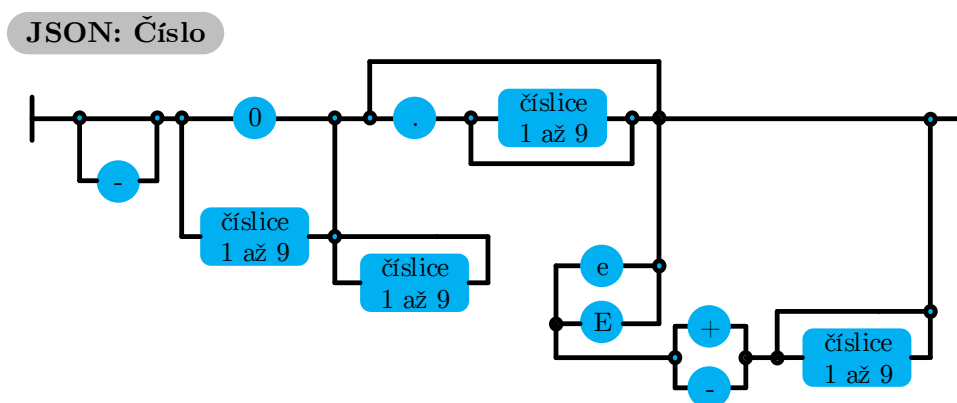 JSON: Číslo
-
0
.
číslice
1 až 9
číslice
1 až 9
číslice
1 až 9
e
E
+
-
číslice
1 až 9